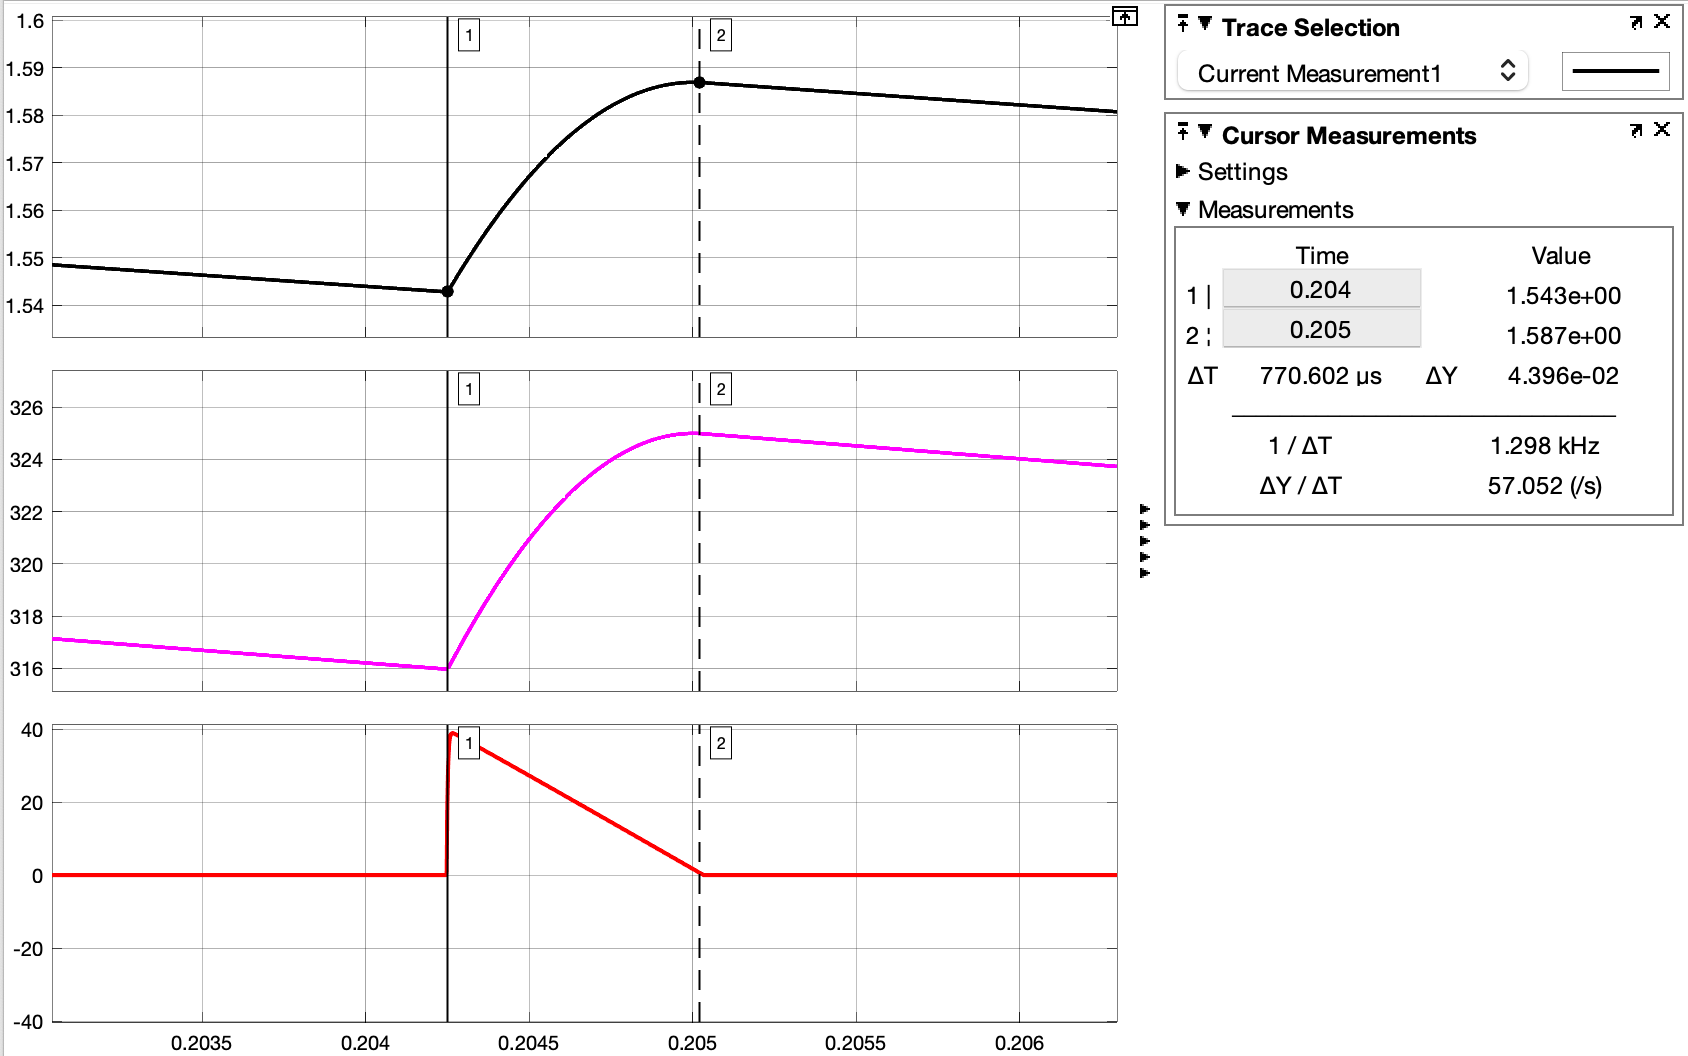 1.6
1.59
1.58
1.57
1.56
1.55
1.54
1
2
326
324
322
320
318
316
1
2
40
20
0
-20
-40
1
2
0.2035
0.204
0.2045
0.205
0.2055
0.206
Trace Selection
Current Measurement1
Cursor Measurements
Settings
Measurements
Time Value
1 | 0.204 1.543e+00
2 ¦ 0.205 1.587e+00
ΔT 770.602 µs ΔY 4.396e-02
1 / ΔT 1.298 kHz
ΔY / ΔT 57.052 (/s)